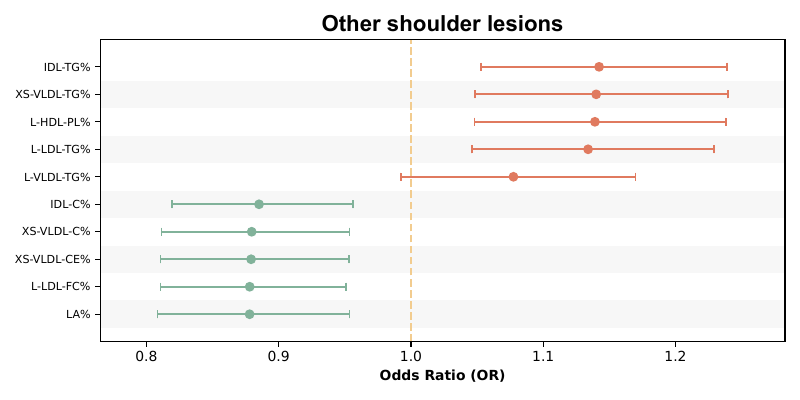 Other shoulder lesions
IDL-TG%
XS-VLDL-TG%
L-HDL-PL%
L-LDL-TG%
L-VLDL-TG%
IDL-C%
XS-VLDL-C%
XS-VLDL-CE%
L-LDL-FC%
LA%
0.8 0.9 1.0 1.1 1.2
Odds Ratio (OR)